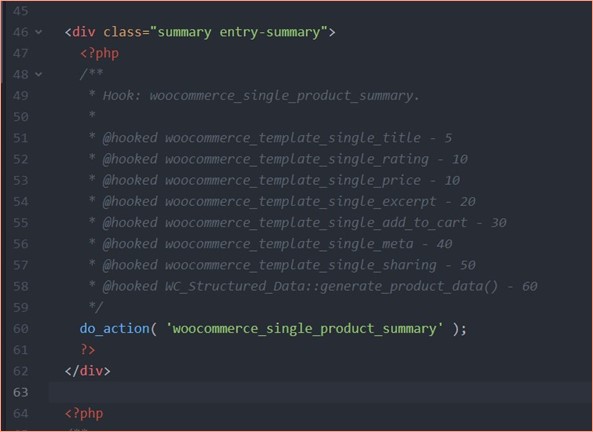 45
46 <div class="summary entry-summary">
47 <?php
48 /**
49 * Hook: woocommerce_single_product_summary.
50 *
51 * @hooked woocommerce_template_single_title - 5
52 * @hooked woocommerce_template_single_rating - 10
53 * @hooked woocommerce_template_single_price - 10
54 * @hooked woocommerce_template_single_excerpt - 20
55 * @hooked woocommerce_template_single_add_to_cart - 30
56 * @hooked woocommerce_template_single_meta - 40
57 * @hooked woocommerce_template_single_sharing - 50
58 * @hooked WC_Structured_Data::generate_product_data() - 60
59 */
60 do_action( 'woocommerce_single_product_summary' );
61 ?>
62 </div>
63
64 <?php